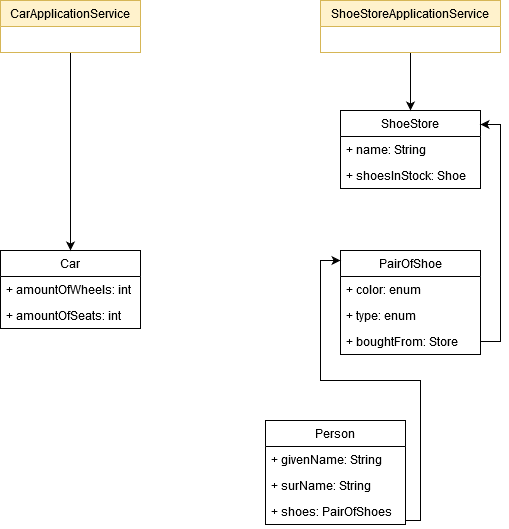 CarApplicationService
ShoeStoreApplicationService
ShoeStore
+ name: String
+ shoesInStock: Shoe
Car
+ amountOfWheels: int
+ amountOfSeats: int
PairOfShoe
+ color: enum
+ type: enum
+ boughtFrom: Store
Person
+ givenName: String
+ surName: String
+ shoes: PairOfShoes